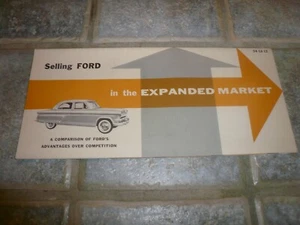 Selling FORD
in the EXPANDED MARKET
A COMPARISON OF FORD'S
ADVANTAGES OVER COMPETITION